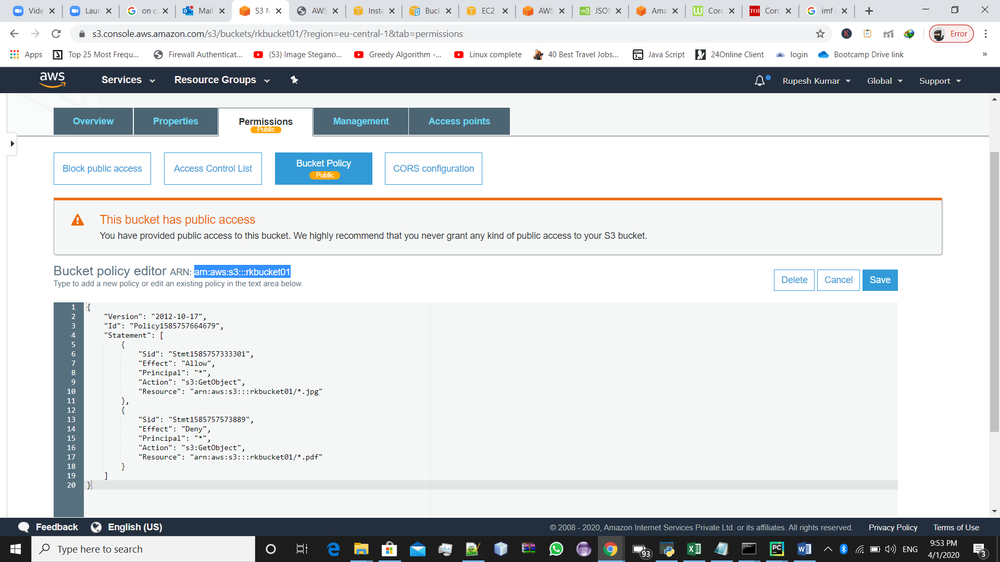 Vide
Laur
on c
Mail
S3 M
AWS
Insta
Buck
EC2
AWS
JSON
Ama
Corc
TOI Corc
imf
s3.console.aws.amazon.com/s3/buckets/rkbucket01/?region=eu-central-1&tab=permissions
K
Error
Apps
Top 25 Most Frequ...
Firewall Authenticat...
(53) Image Stegano...
Greedy Algorithm -...
Linux complete
40 Best Travel Jobs...
Java Script
24Online Client
login
Bootcamp Drive link
»
aws
Services
Resource Groups
Rupesh Kumar
Global
Support
Overview
Properties
Permissions
Public
Management
Access points
Block public access
Access Control List
Bucket Policy
Public
CORS configuration
This bucket has public access
You have provided public access to this bucket. We highly recommend that you never grant any kind of public access to your S3 bucket.
Bucket policy editor ARN: arn:aws:s3:::rkbucket01
Type to add a new policy or edit an existing policy in the text area below.
Delete
Cancel
Save
1 {
2 "Version": "2012-10-17",
3 "Id": "Policy1585757664679",
4 "Statement": [
5 {
6 "Sid": "Stmt1585757333301",
7 "Effect": "Allow",
8 "Principal": "*",
9 "Action": "s3:GetObject",
10 "Resource": "arn:aws:s3:::rkbucket01/*.jpg"
11 },
12 {
13 "Sid": "Stmt1585757573889",
14 "Effect": "Deny",
15 "Principal": "*",
16 "Action": "s3:GetObject",
17 "Resource": "arn:aws:s3:::rkbucket01/*.pdf"
18 }
19 ]
20 }
Feedback
English (US)
© 2008 - 2020, Amazon Internet Services Private Ltd. or its affiliates. All rights reserved.
Privacy Policy
Terms of Use
Type here to search
93
PC
ENG
9:53 PM
4/1/2020
3